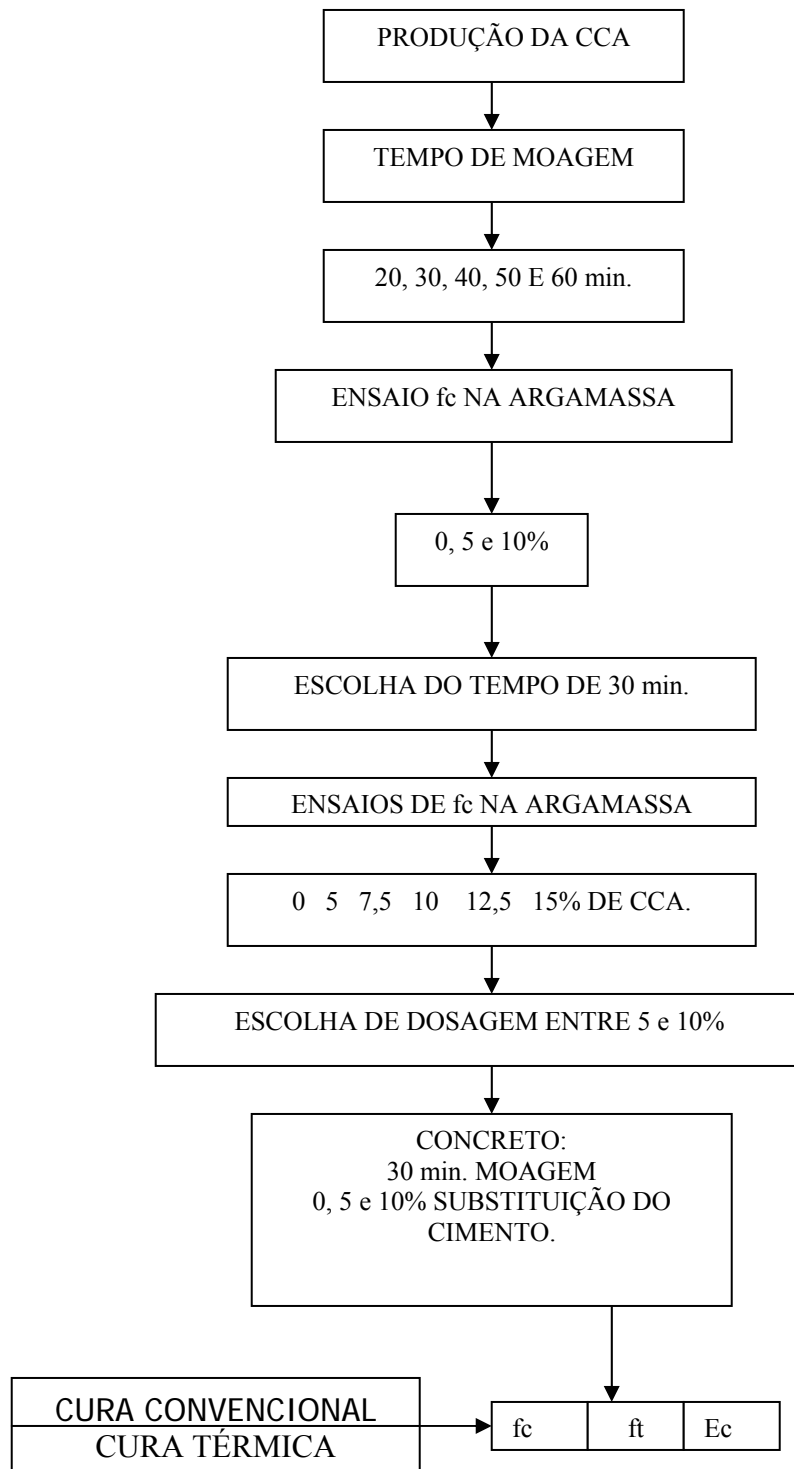 PRODUÇÃO DA CCA
TEMPO DE MOAGEM
20, 30, 40, 50 E 60 min.
ENSAIO fc NA ARGAMASSA
0, 5 e 10%
ESCOLHA DO TEMPO DE 30 min.
ENSAIOS DE fc NA ARGAMASSA
0 5 7,5 10 12,5 15% DE CCA.
ESCOLHA DE DOSAGEM ENTRE 5 e 10%
CONCRETO:
30 min. MOAGEM
0, 5 e 10% SUBSTITUIÇÃO DO
CIMENTO.
CURA CONVENCIONAL
CURA TÉRMICA
fc ft Ec